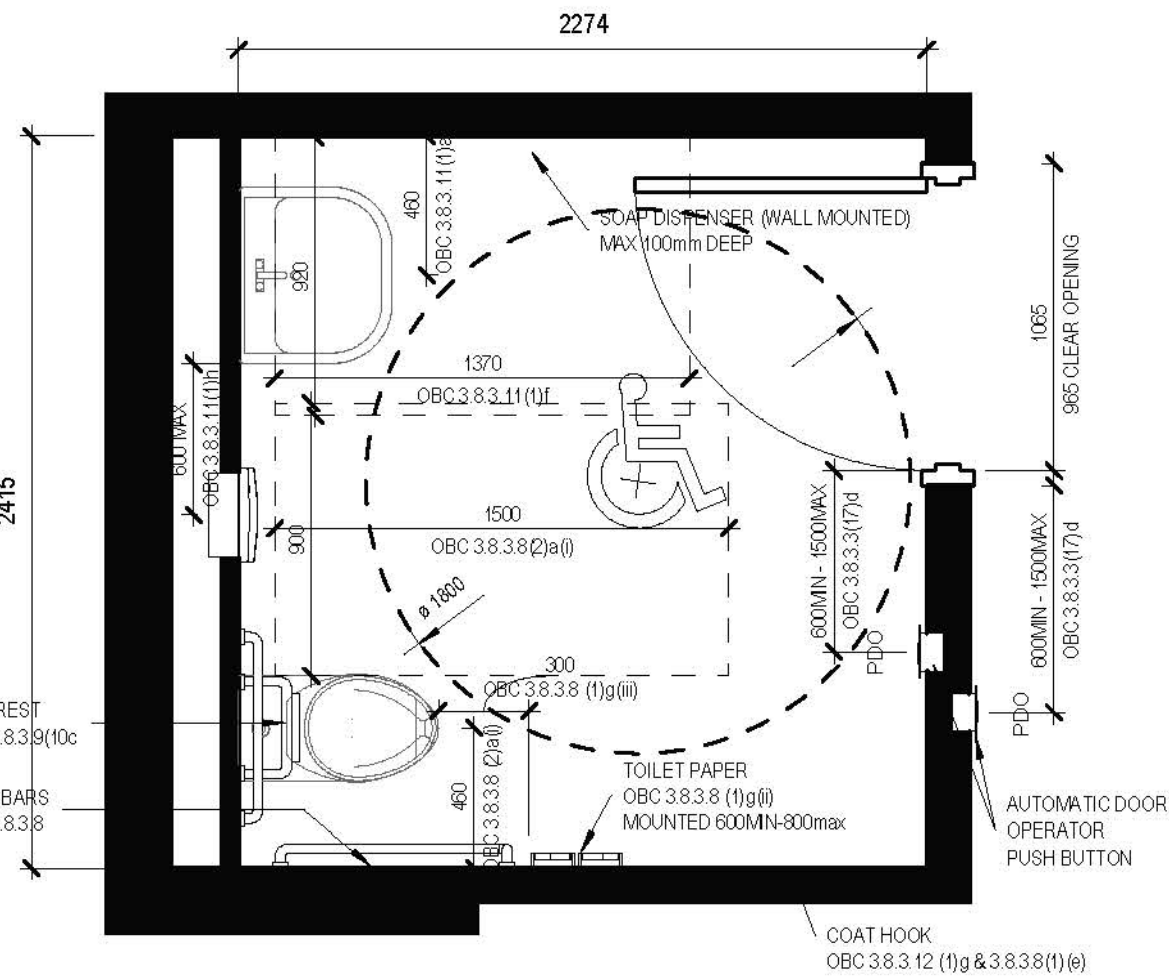 2274
2415
460
OBC 3.8.3.11(1)a
SOAP DISPENSER (WALL MOUNTED)
MAX 100mm DEEP
920
1370
OBC 3.8.3.11(1)f
600 MAX
OBC 3.8.3.11(1)h
1065
965 CLEAR OPENING
1500
OBC 3.8.3.8(2)a(i)
900
ø 1800
600MIN - 1500MAX
OBC 3.8.3.3(17)d
PDO
600MIN - 1500MAX
OBC 3.8.3.3(17)d
PDO
300
OBC 3.8.3.8 (1)g(iii)
REST
.8.3.9(10c
460
OBC 3.8.3.8 (2)a(i)
BARS
.8.3.8
TOILET PAPER
OBC 3.8.3.8 (1)g(ii)
MOUNTED 600MIN-800max
AUTOMATIC DOOR
OPERATOR
PUSH BUTTON
COAT HOOK
OBC 3.8.3.12 (1)g & 3.8.3.8(1)(e)